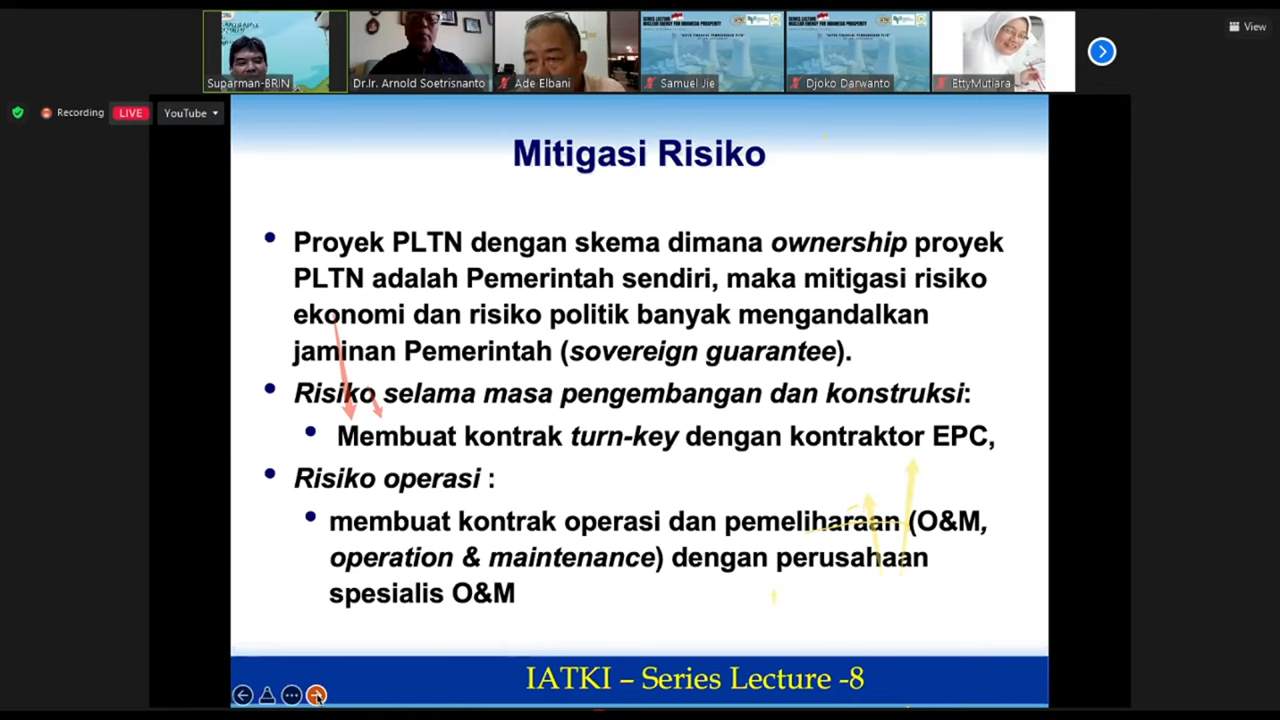 View
Suparman-BRIN
Dr.Ir. Arnold Soetrisnanto
Ade Elbani
Samuel Jie
Djoko Darwanto
EttyMutiara
Recording
LIVE
YouTube
Mitigasi Risiko
• Proyek PLTN dengan skema dimana ownership proyek
PLTN adalah Pemerintah sendiri, maka mitigasi risiko
ekonomi dan risiko politik banyak mengandalkan
jaminan Pemerintah (sovereign guarantee).
• Risiko selama masa pengembangan dan konstruksi:
• Membuat kontrak turn-key dengan kontraktor EPC,
• Risiko operasi :
• membuat kontrak operasi dan pemeliharaan (O&M,
operation & maintenance) dengan perusahaan
spesialis O&M
IATKI – Series Lecture -8